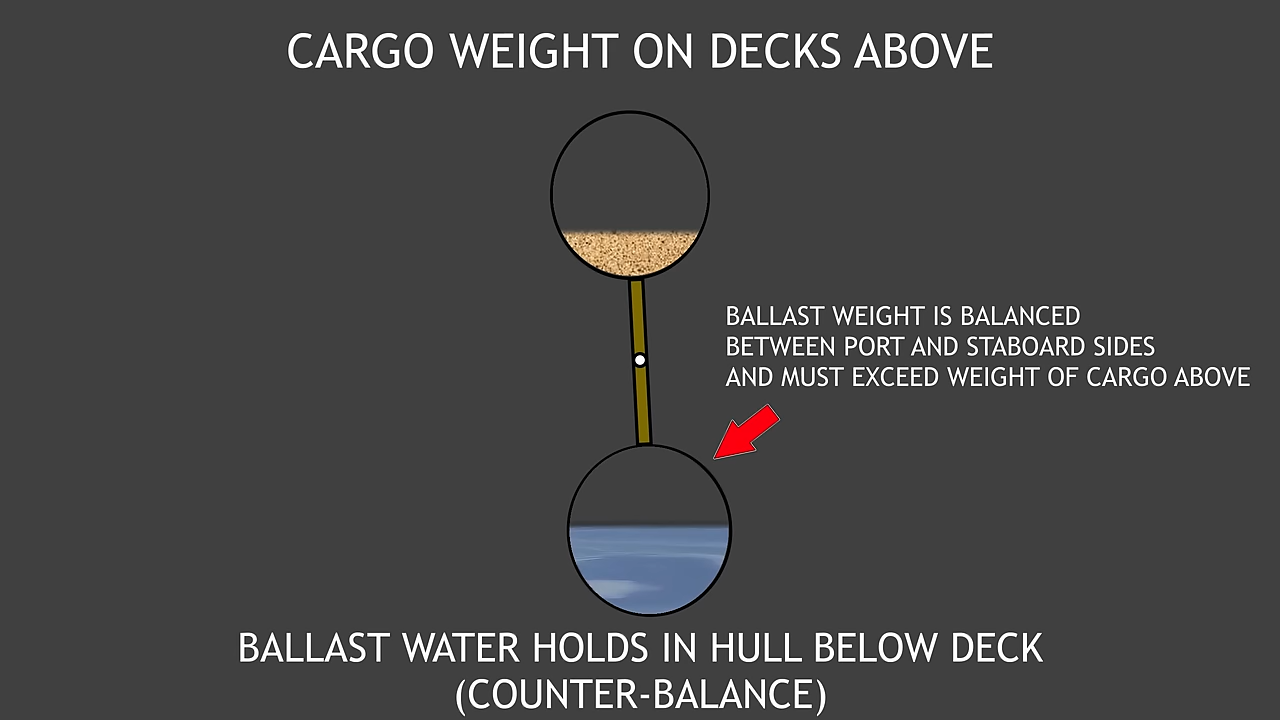 CARGO WEIGHT ON DECKS ABOVE
BALLAST WEIGHT IS BALANCED
BETWEEN PORT AND STABOARD SIDES
AND MUST EXCEED WEIGHT OF CARGO ABOVE
BALLAST WATER HOLDS IN HULL BELOW DECK
(COUNTER-BALANCE)